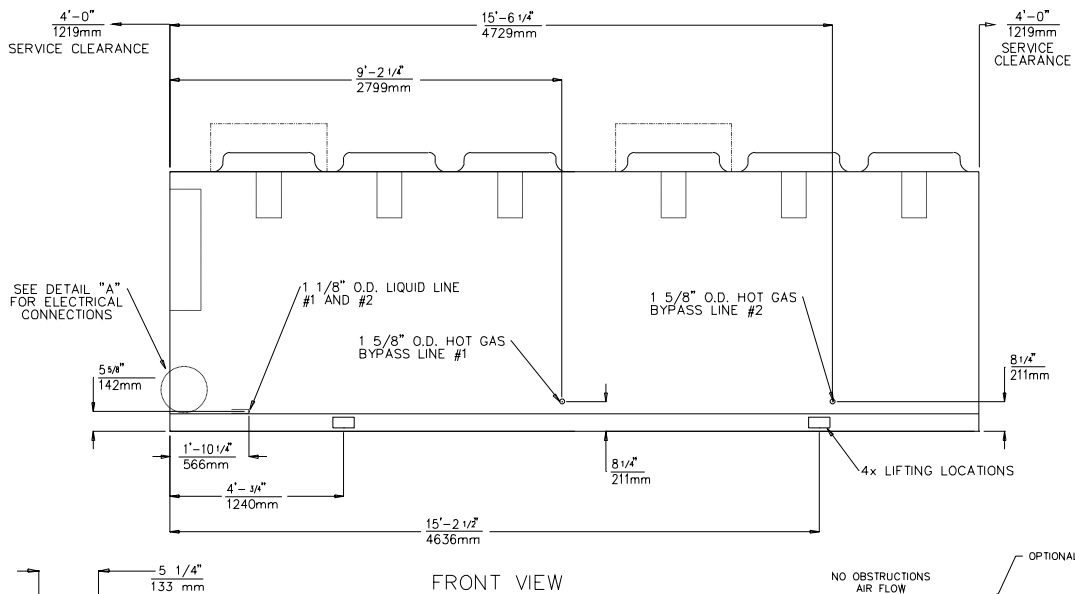 4'-0"
1219mm
SERVICE CLEARANCE
15'-6 1/4"
4729mm
4'-0"
1219mm
SERVICE
CLEARANCE
9'-2 1/4"
2799mm
SEE DETAIL "A"
FOR ELECTRICAL
CONNECTIONS
1 1/8" O.D. LIQUID LINE
#1 AND #2
1 5/8" O.D. HOT GAS
BYPASS LINE #1
1 5/8" O.D. HOT GAS
BYPASS LINE #2
5 5/8"
142mm
8 1/4"
211mm
1'-10 1/4"
566mm
8 1/4"
211mm
4x LIFTING LOCATIONS
4'- 3/4"
1240mm
15'-2 1/2"
4636mm
5 1/4"
133 mm
FRONT VIEW
NO OBSTRUCTIONS
AIR FLOW
OPTIONAL